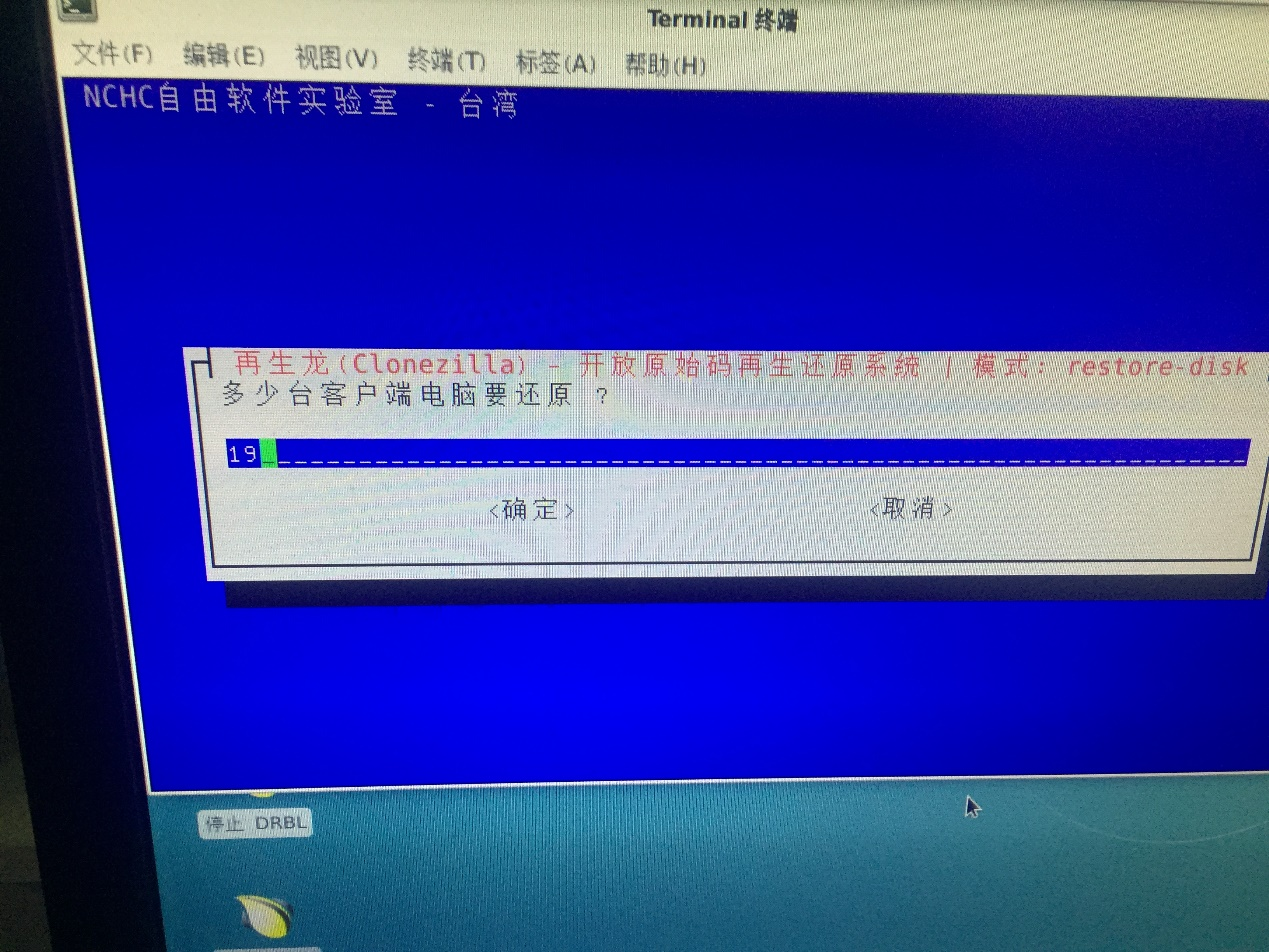 Terminal 终端
文件(F) 编辑(E) 视图(V) 终端(T) 标签(A) 帮助(H)
NCHC自由软件实验室 - 台湾
再生龙(Clonezilla) - 开放原始码再生还原系统 | 模式: restore-disk
多少台客户端电脑要还原 ?
19
<确定> <取消>
停止 DRBL